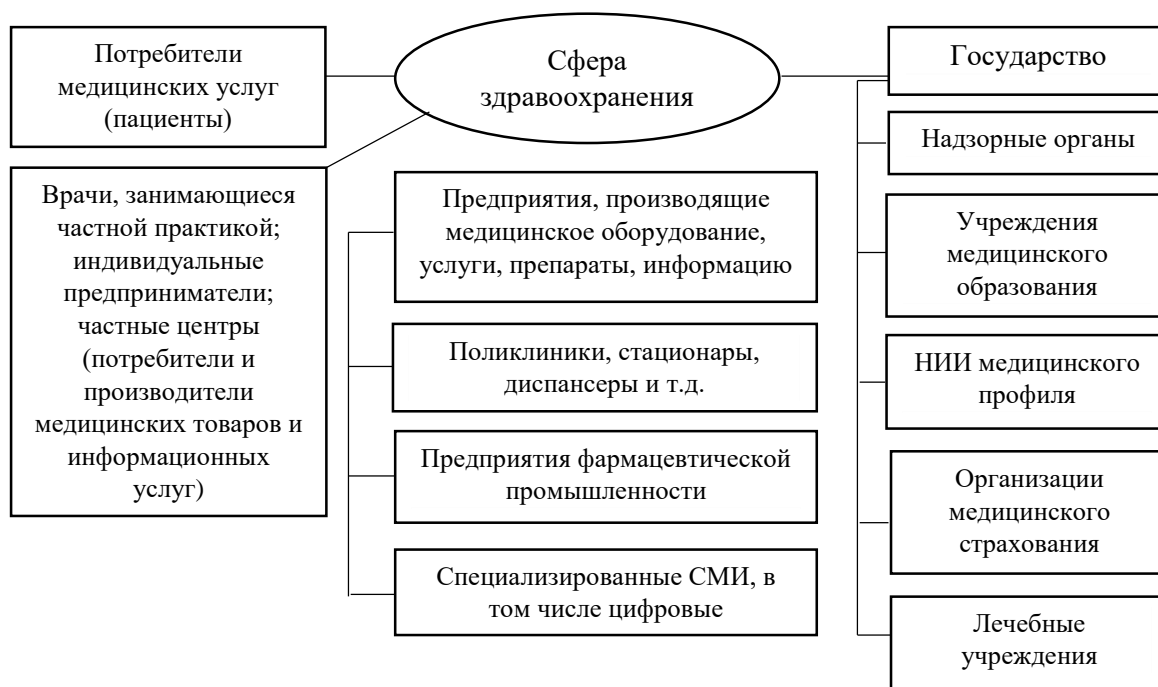 Потребители
медицинских услуг
(пациенты)
Сфера
здравоохранения
Государство
Врачи, занимающиеся
частной практикой;
индивидуальные
предприниматели;
частные центры
(потребители и
производители
медицинских товаров и
информационных
услуг)
Предприятия, производящие
медицинское оборудование,
услуги, препараты, информацию
Поликлиники, стационары,
диспансеры и т.д.
Предприятия фармацевтической
промышленности
Специализированные СМИ, в
том числе цифровые
Надзорные органы
Учреждения
медицинского
образования
НИИ медицинского
профиля
Организации
медицинского
страхования
Лечебные
учреждения